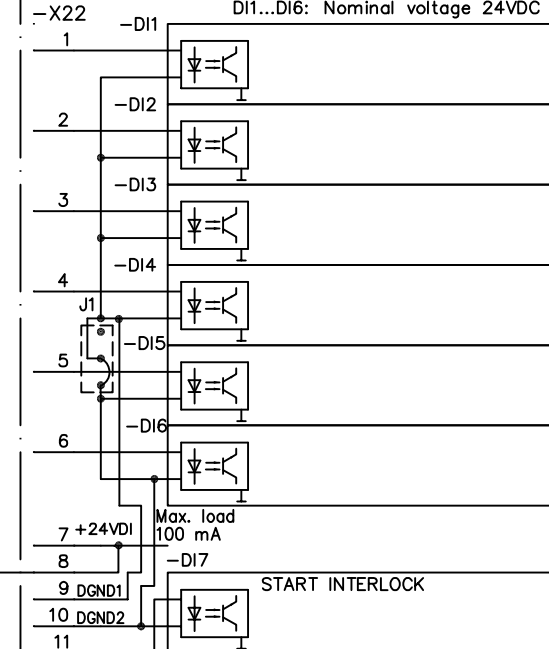 DI1...DI6: Nominal voltage 24VDC
-X22
-DI1
1
-DI2
2
-DI3
3
-DI4
4
J1
-DI5
5
-DI6
6
Max. load
100 mA
7 +24VDI
-DI7
8
START INTERLOCK
9 DGND1
10 DGND2
11